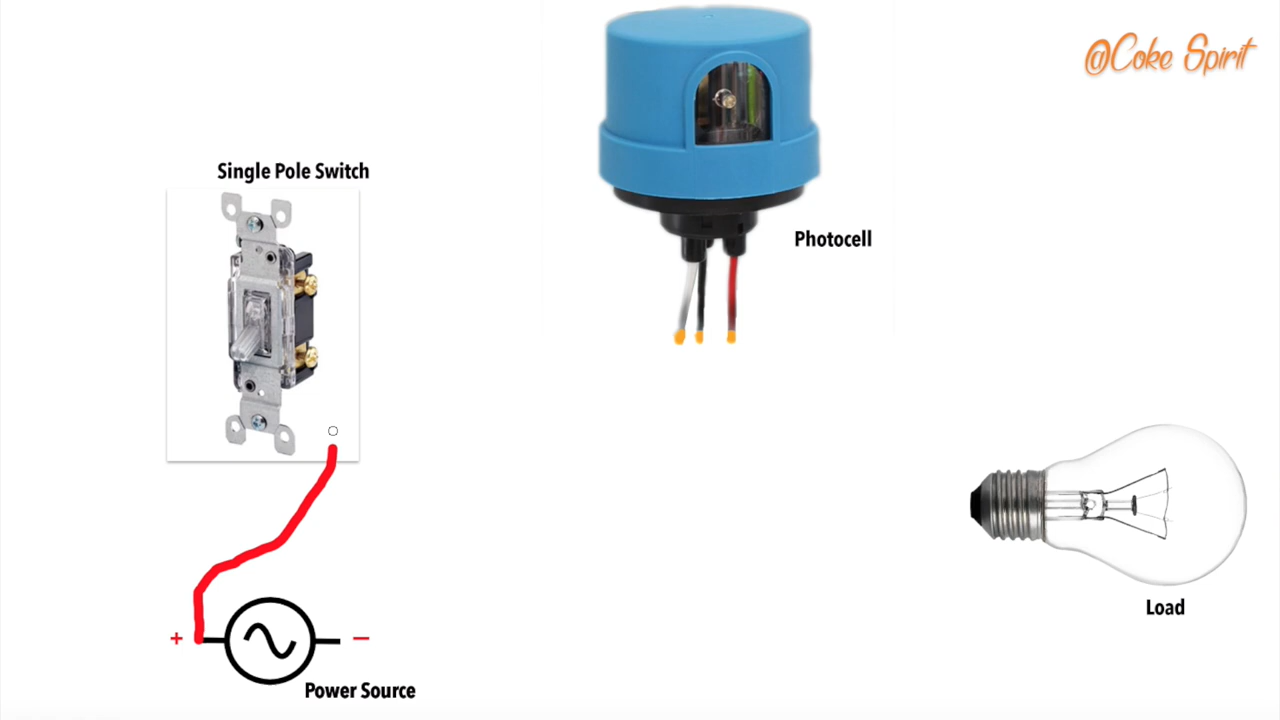 @Coke Spirit
Single Pole Switch
Photocell
Load
+
−
Power Source